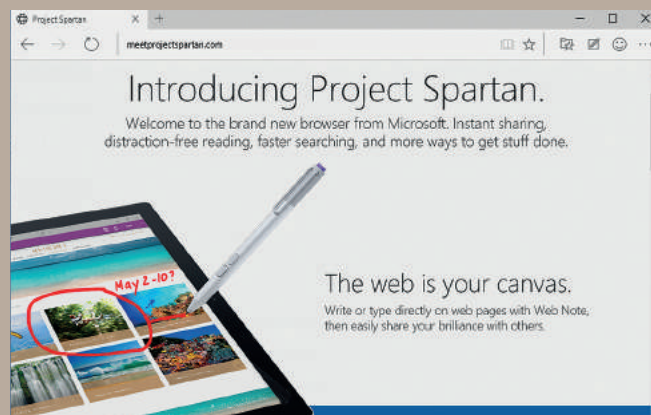 Project Spartan
meetprojectspartan.com
Introducing Project Spartan.
Welcome to the brand new browser from Microsoft. Instant sharing,
distraction-free reading, faster searching, and more ways to get stuff done.
May 2-10?
The web is your canvas.
Write or type directly on web pages with Web Note,
then easily share your brilliance with others.